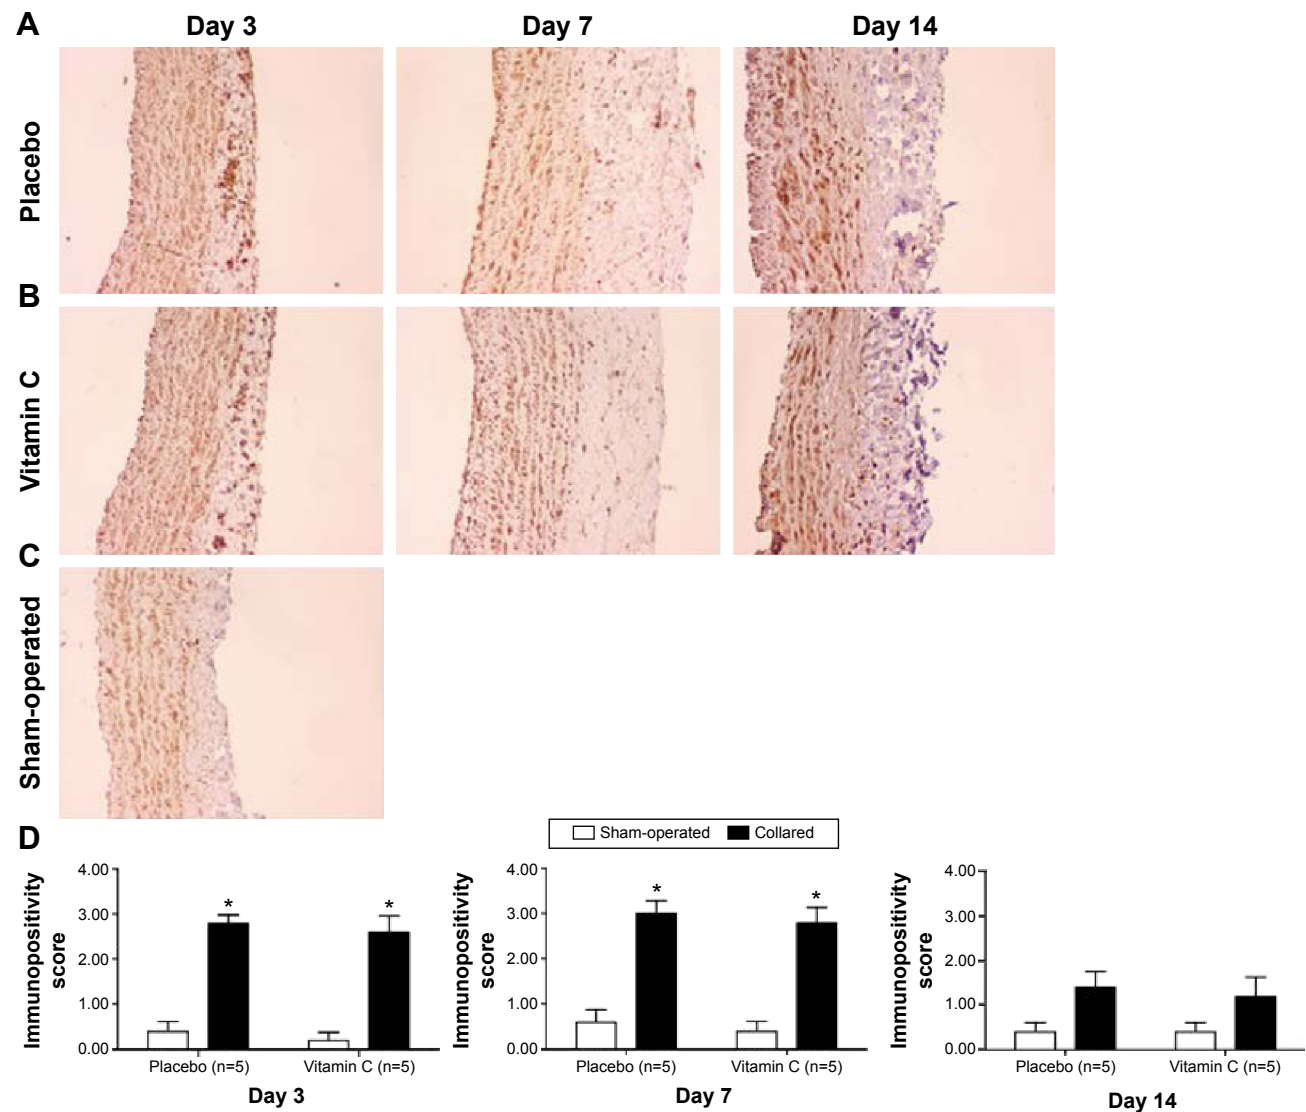 A
Day 3
Day 7
Day 14
Placebo
B
Vitamin C
C
Sham-operated
D
Sham-operated
Collared
Immunopositivity
score
4.00
3.00
2.00
1.00
0.00
*
*
Placebo (n=5)
Vitamin C (n=5)
Day 3
Immunopositivity
score
4.00
3.00
2.00
1.00
0.00
*
*
Placebo (n=5)
Vitamin C (n=5)
Day 7
Immunopositivity
score
4.00
3.00
2.00
1.00
0.00
Placebo (n=5)
Vitamin C (n=5)
Day 14